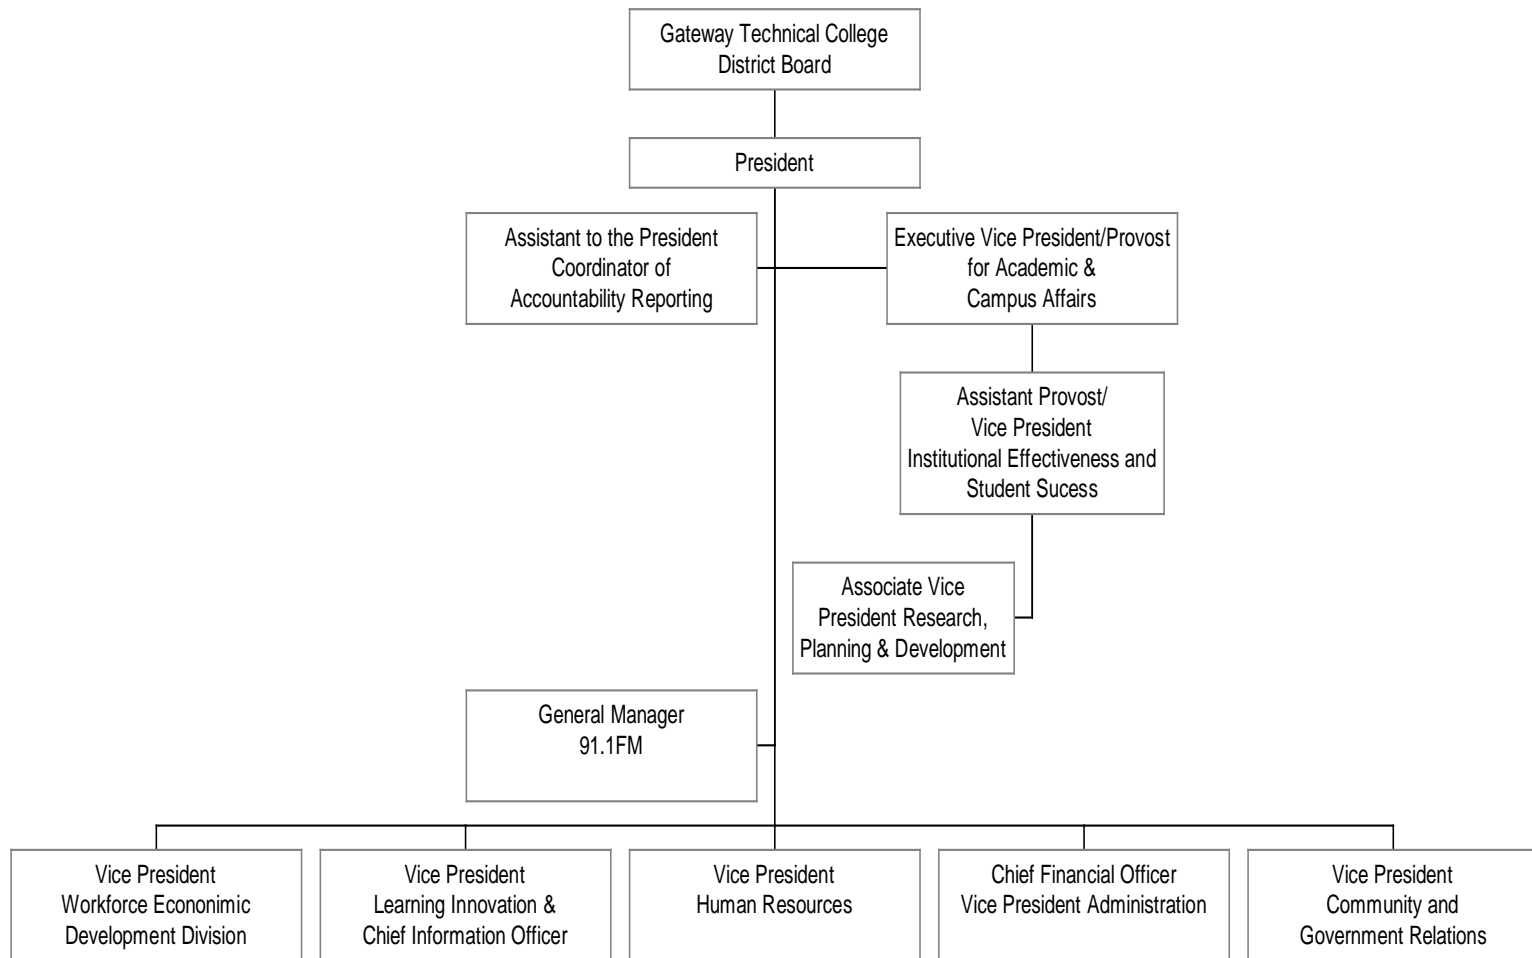 Gateway Technical College
District Board
President
Assistant to the President
Coordinator of
Accountability Reporting
Executive Vice President/Provost
for Academic &
Campus Affairs
Assistant Provost/
Vice President
Institutional Effectiveness and
Student Sucess
Associate Vice
President Research,
Planning & Development
General Manager
91.1FM
Vice President
Workforce Econonimic
Development Division
Vice President
Learning Innovation &
Chief Information Officer
Vice President
Human Resources
Chief Financial Officer
Vice President Administration
Vice President
Community and
Government Relations